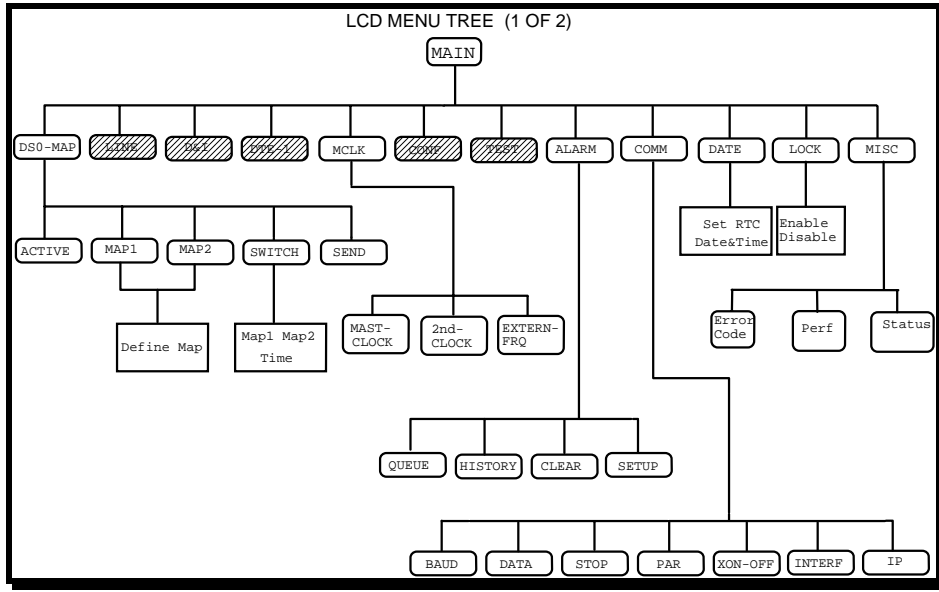 LCD MENU TREE (1 OF 2)
MAIN
DS0-MAP
LINE
D&I
DTE-1
MCLK
CONF
TEST
ALARM
COMM
DATE
LOCK
MISC
ACTIVE
MAP1
MAP2
SWITCH
SEND
Set RTC
Date&Time
Enable
Disable
Define Map
Map1 Map2
Time
MAST-
CLOCK
2nd-
CLOCK
EXTERN-
FRQ
Error
Code
Perf
Status
QUEUE
HISTORY
CLEAR
SETUP
BAUD
DATA
STOP
PAR
XON-OFF
INTERF
IP